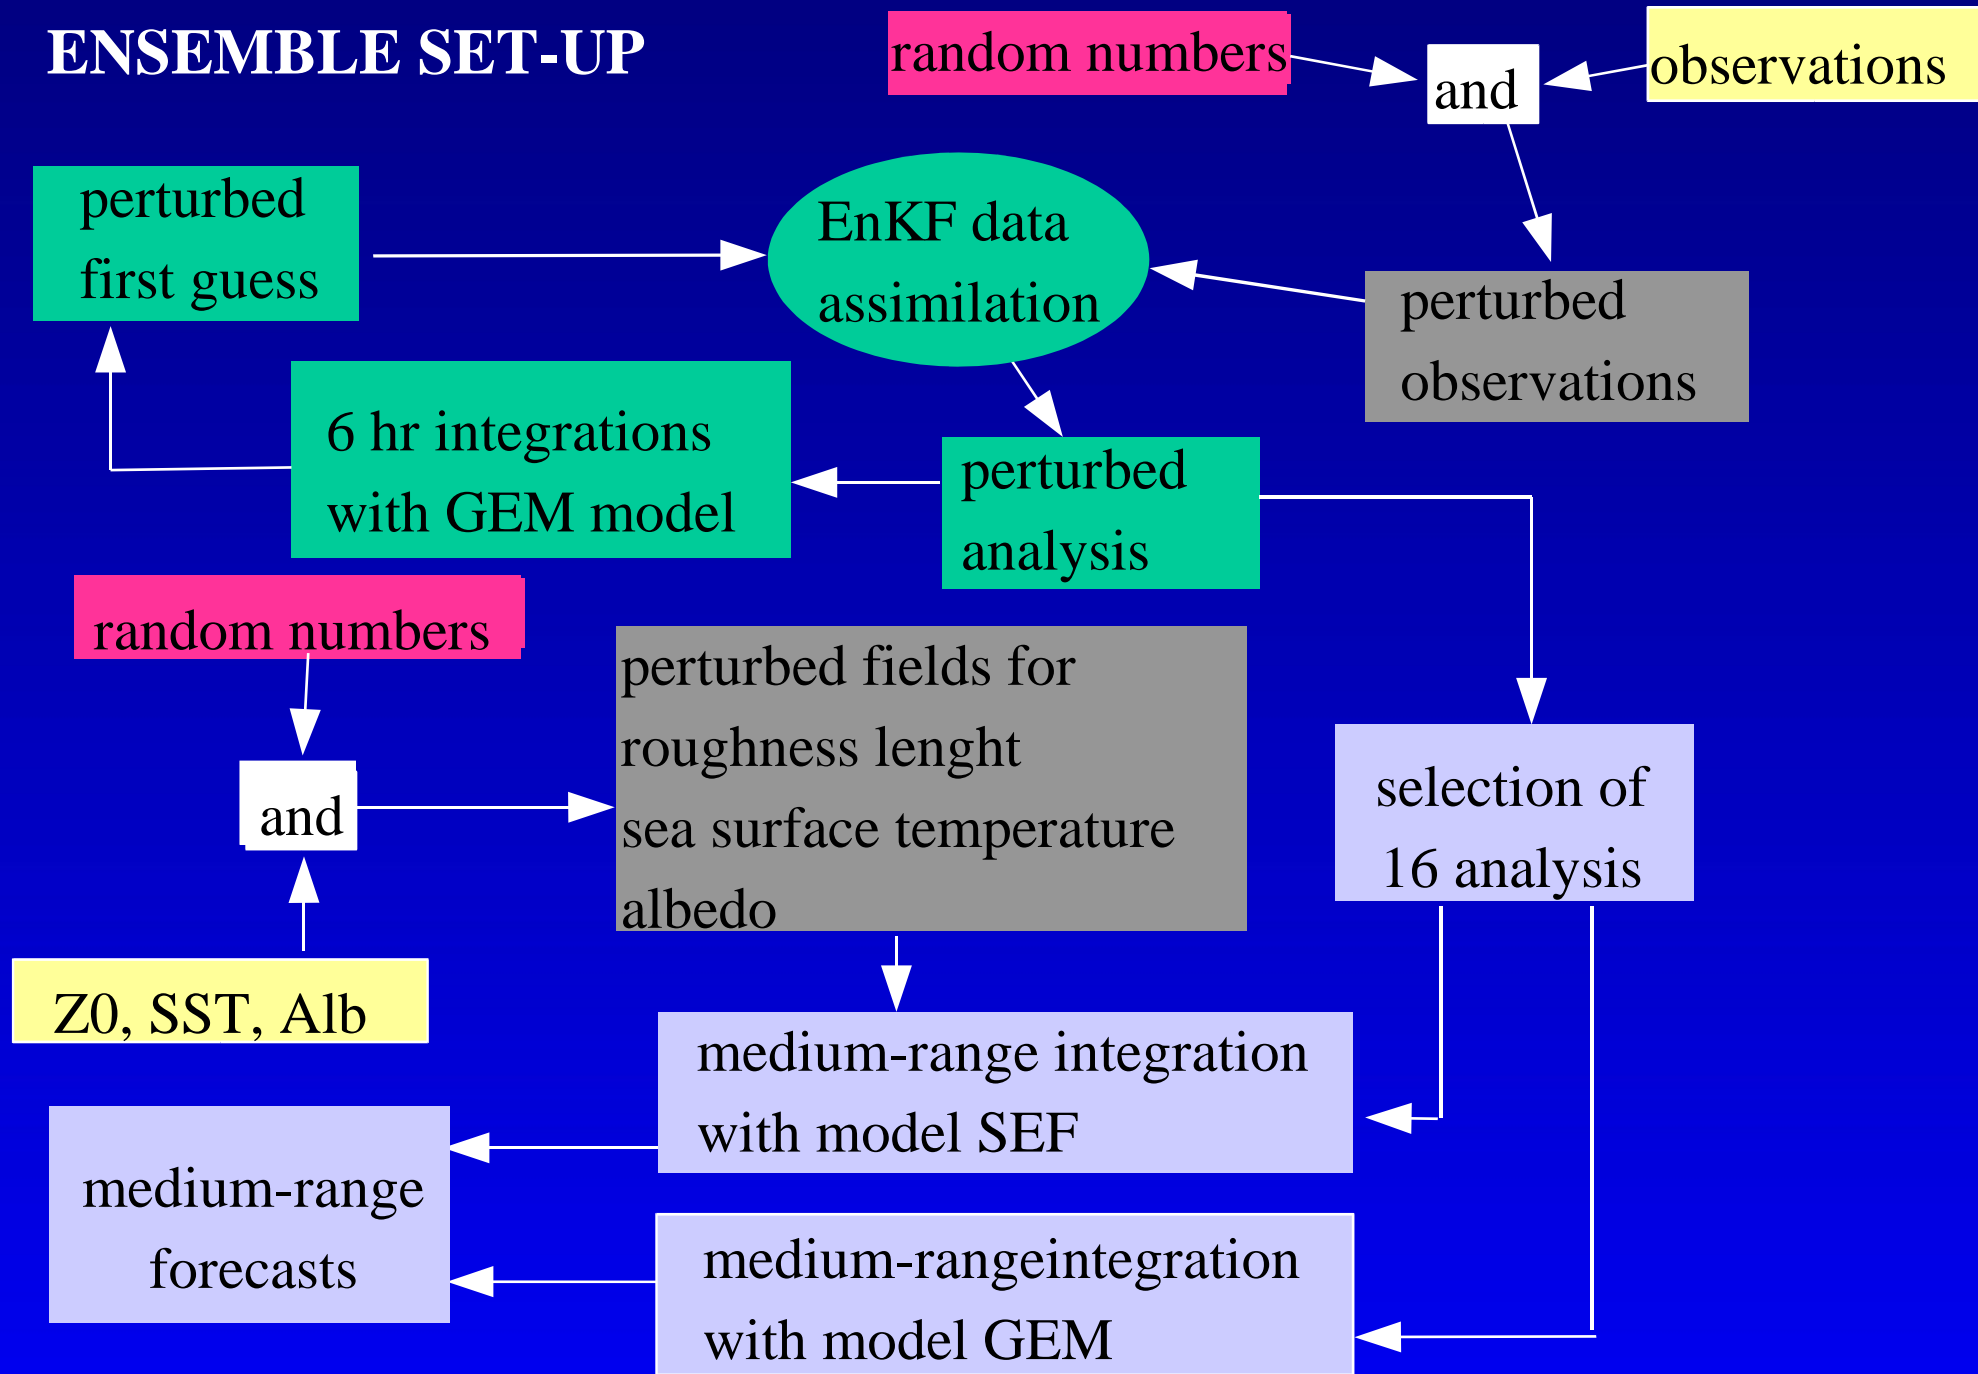 ENSEMBLE SET-UP
random numbers
and
observations
perturbed
first guess
EnKF data
assimilation
perturbed
observations
6 hr integrations
with GEM model
perturbed
analysis
random numbers
perturbed fields for
roughness lenght
sea surface temperature
albedo
and
selection of
16 analysis
Z0, SST, Alb
medium-range integration
with model SEF
medium-range
forecasts
medium-rangeintegration
with model GEM